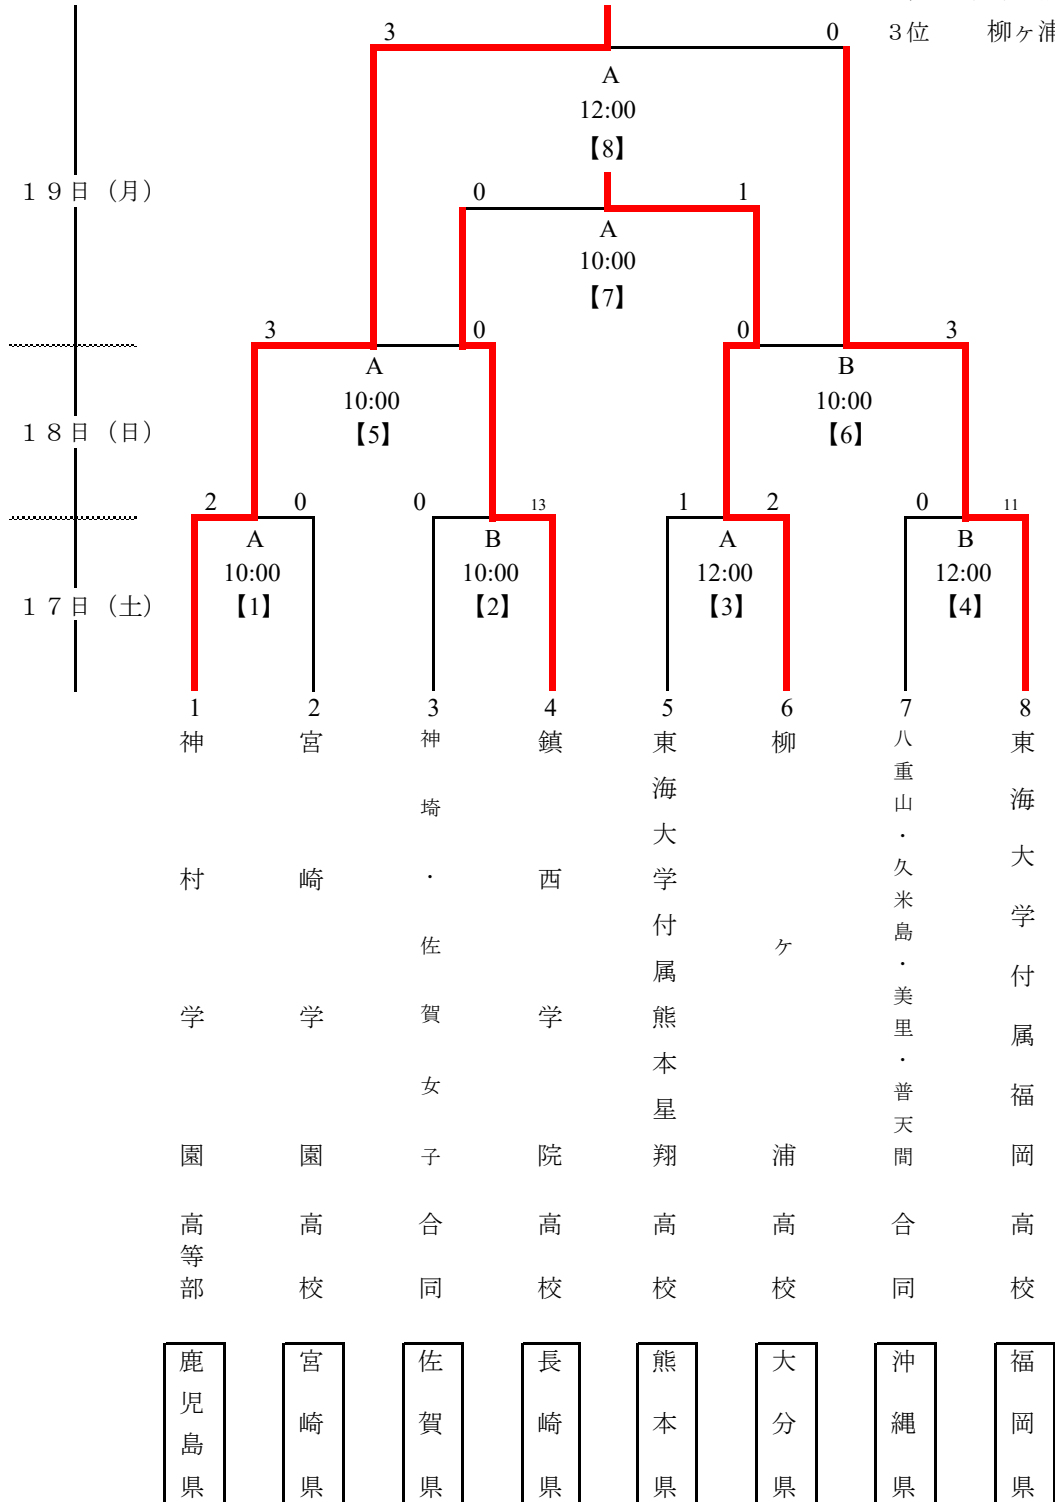 3 0 3位 柳ヶ浦
A
12:00
【8】
19日（月） 0 1
A
10:00
【7】
3 0 0 3
A B
10:00 10:00
18日（日） 【5】 【6】
2 0 0 13 1 2 0 11
A B A B
10:00 10:00 12:00 12:00
17日（土） 【1】 【2】 【3】 【4】
1 2 3 4 5 6 7 8
神村学園高等部
宮崎学園高校
神埼・佐賀女子合同
鎮西学院高校
東海大学付属熊本星翔高校
柳ケ浦高校
八重山・久米島・美里・普天間合同
東海大学付属福岡高校
鹿児島県
宮崎県
佐賀県
長崎県
熊本県
大分県
沖縄県
福岡県